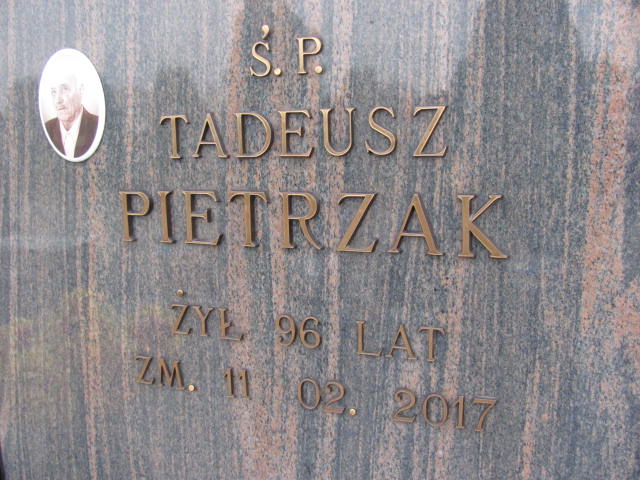 Ś. P.
TADEUSZ
PIETRZAK
ŻYŁ 96 LAT
ZM. 11 02. 2017